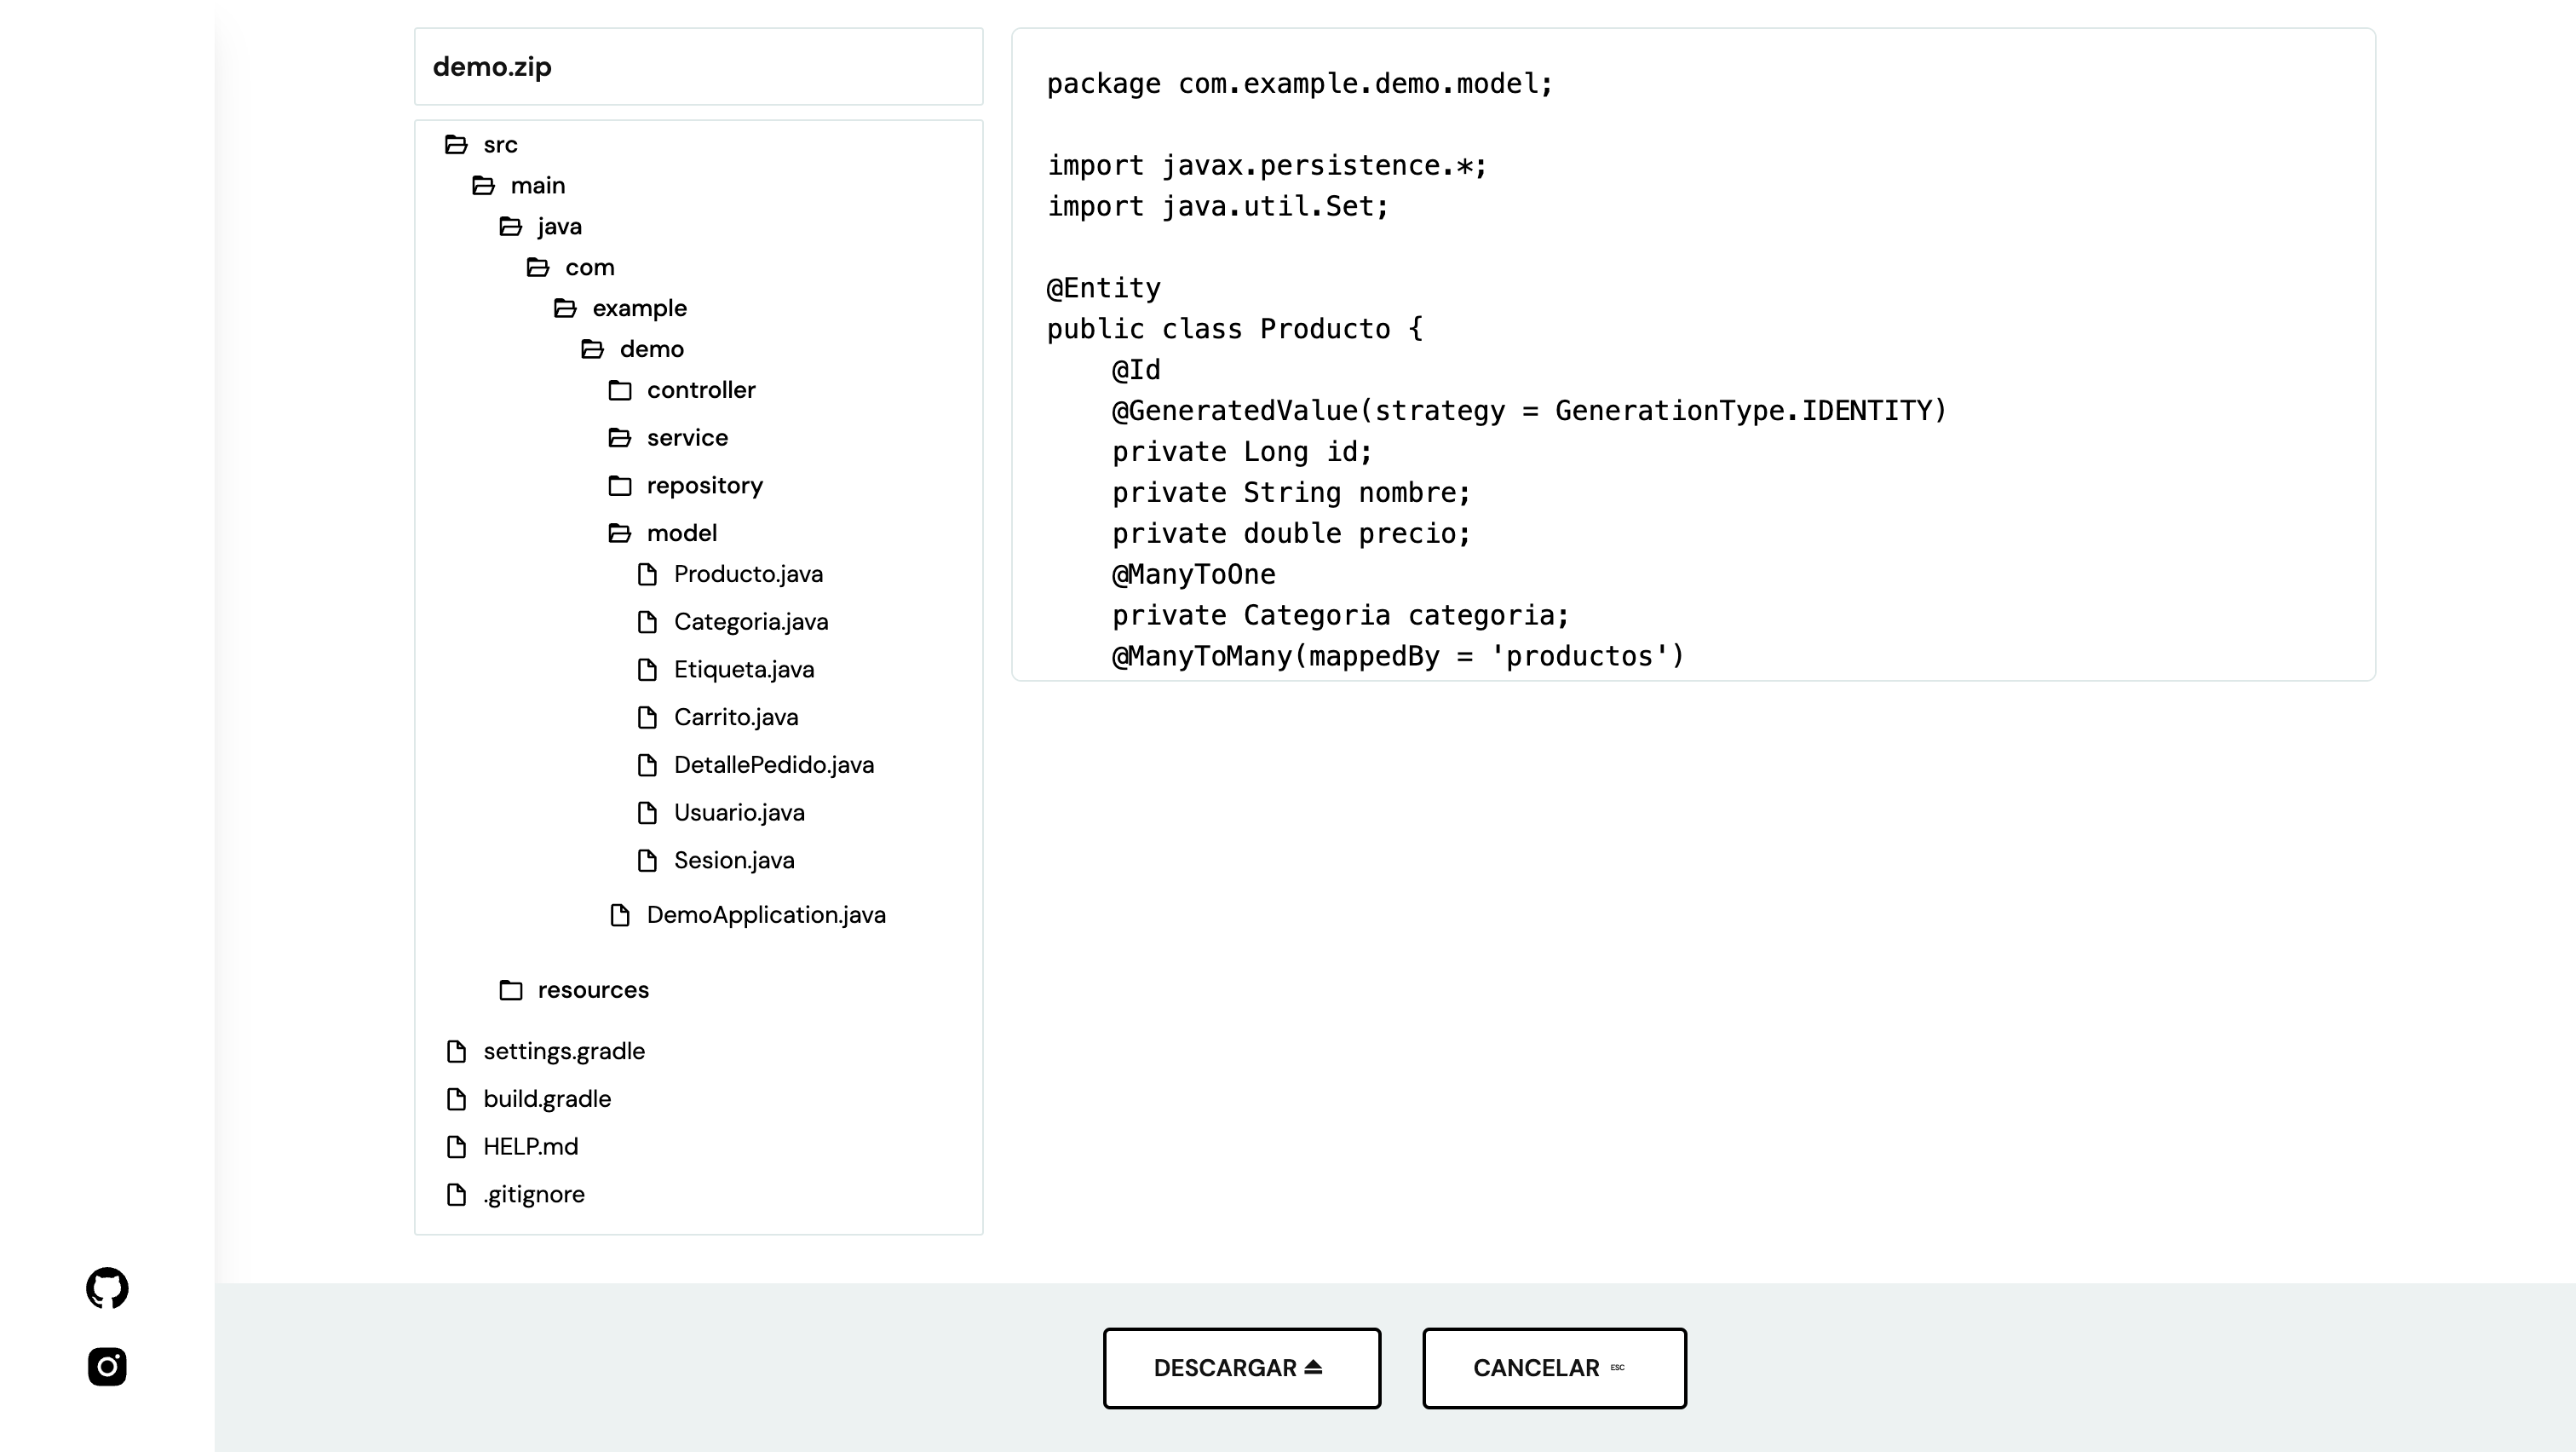 demo.zip
src
main
java
com
example
demo
controller
service
repository
model
Producto.java
Categoria.java
Etiqueta.java
Carrito.java
DetallePedido.java
Usuario.java
Sesion.java
DemoApplication.java
resources
settings.gradle
build.gradle
HELP.md
.gitignore
package com.example.demo.model;
import javax.persistence.*;
import java.util.Set;
@Entity
public class Producto {
    @Id
    @GeneratedValue(strategy = GenerationType.IDENTITY)
    private Long id;
    private String nombre;
    private double precio;
    @ManyToOne
    private Categoria categoria;
    @ManyToMany(mappedBy = 'productos')
DESCARGAR
CANCELAR ESC